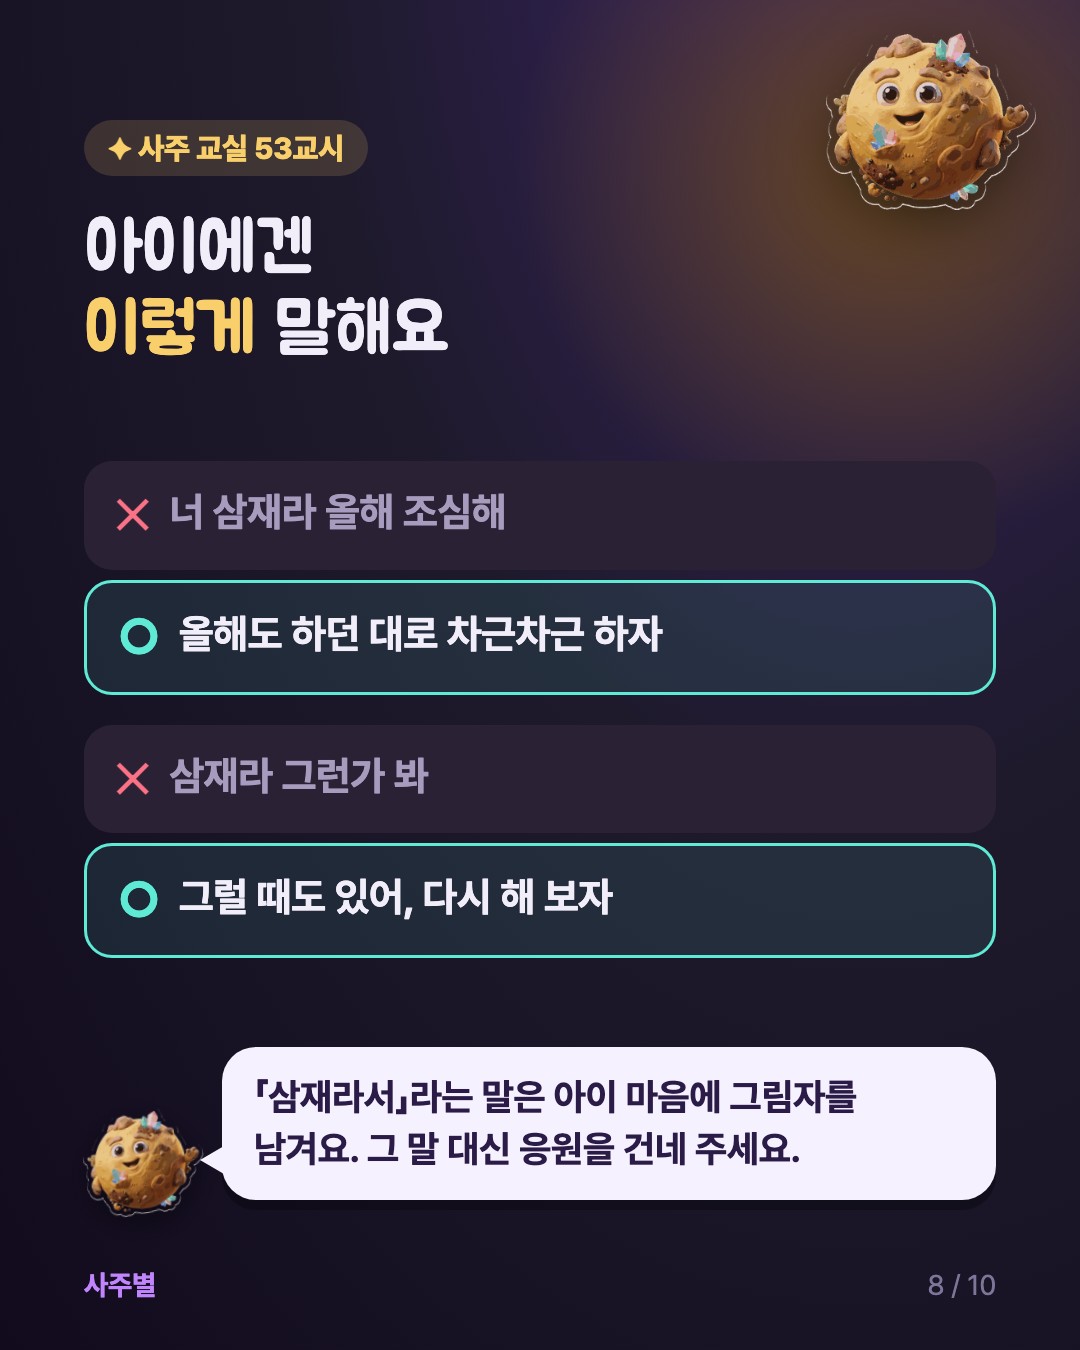 ✦ 사주 교실 53교시
아이에겐
이렇게 말해요
너 삼재라 올해 조심해
올해도 하던 대로 차근차근 하자
삼재라 그런가 봐
그럴 때도 있어, 다시 해 보자
「삼재라서」라는 말은 아이 마음에 그림자를
남겨요. 그 말 대신 응원을 건네 주세요.
사주별
8 / 10